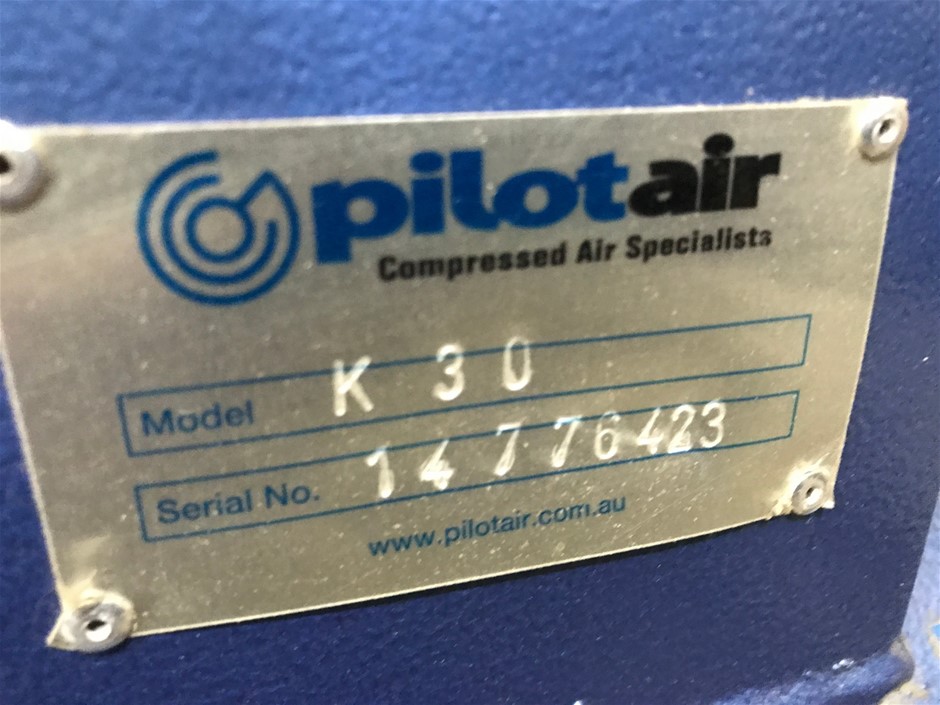 pilotair
Compressed Air Specialists
Model K 30
Serial No. 14776423
www.pilotair.com.au